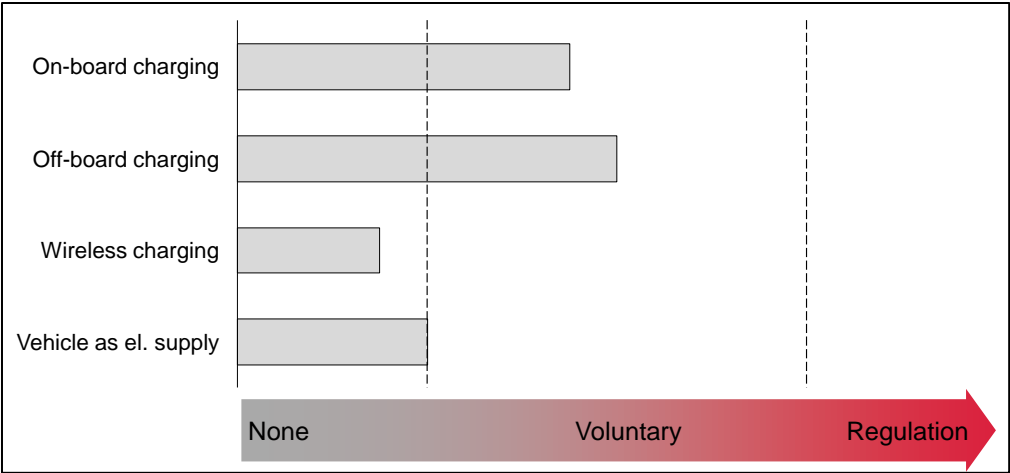 On-board charging
Off-board charging
Wireless charging
Vehicle as el. supply
None Voluntary Regulation